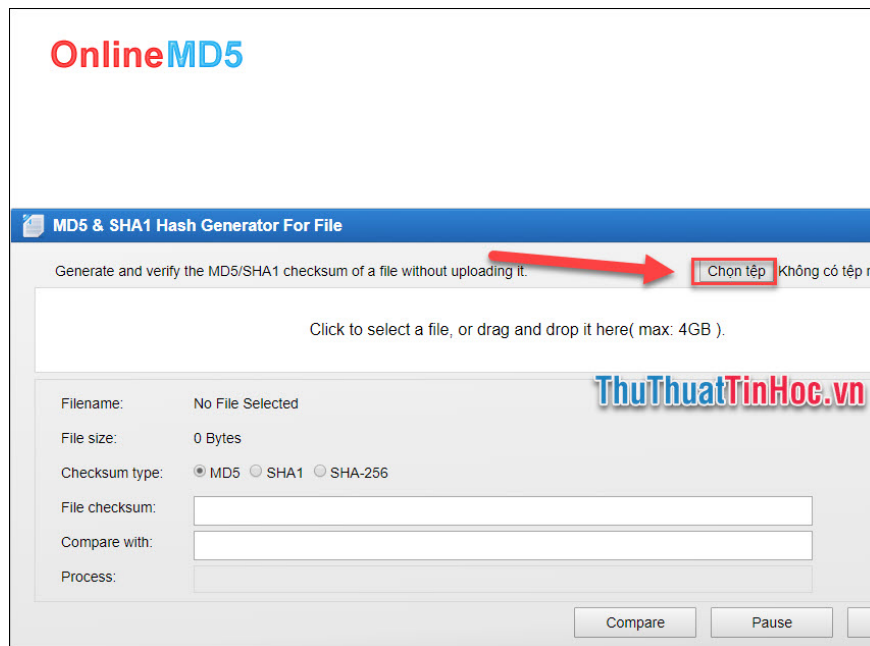 OnlineMD5
MD5 & SHA1 Hash Generator For File
Generate and verify the MD5/SHA1 checksum of a file without uploading it. Chọn tệp Không có tệp
Click to select a file, or drag and drop it here( max: 4GB ).
ThuThuatTinHoc.vn
Filename: No File Selected
File size: 0 Bytes
Checksum type: MD5 SHA1 SHA-256
File checksum:
Compare with:
Process:
Compare Pause